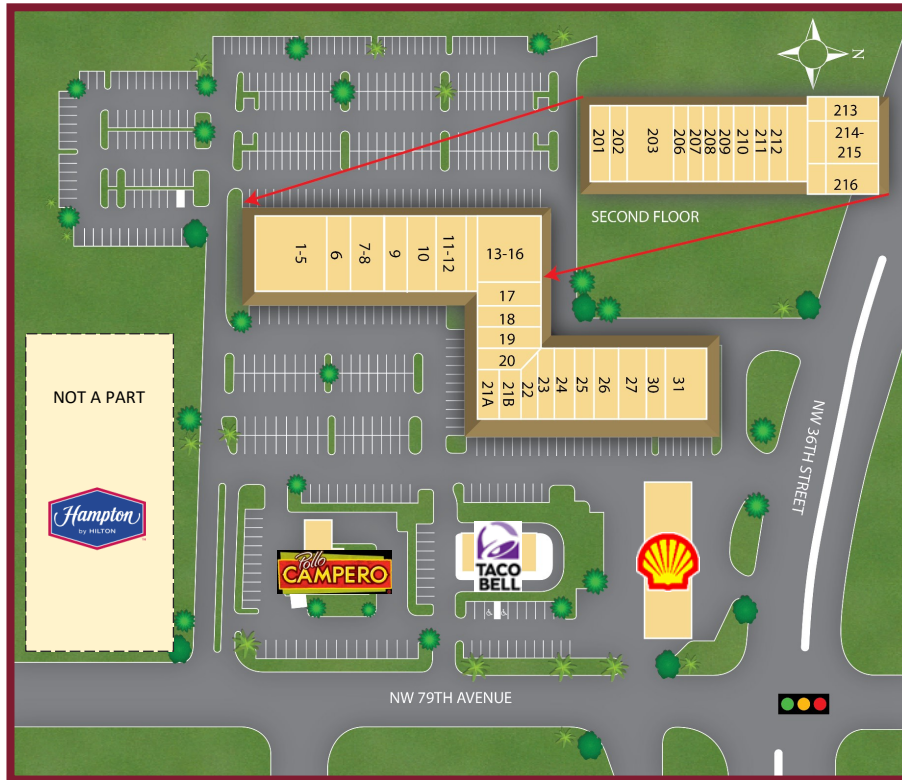 N
213
214-
215
216
201
202
203
206
207
208
209
210
211
212
SECOND FLOOR
1-5
6
7-8
9
10
11-12
13-16
17
18
19
20
21A
21B
22
23
24
25
26
27
30
31
NOT A PART
Hampton
by HILTON
Pollo
CAMPERO
TACO
BELL
NW 36TH STREET
NW 79TH AVENUE